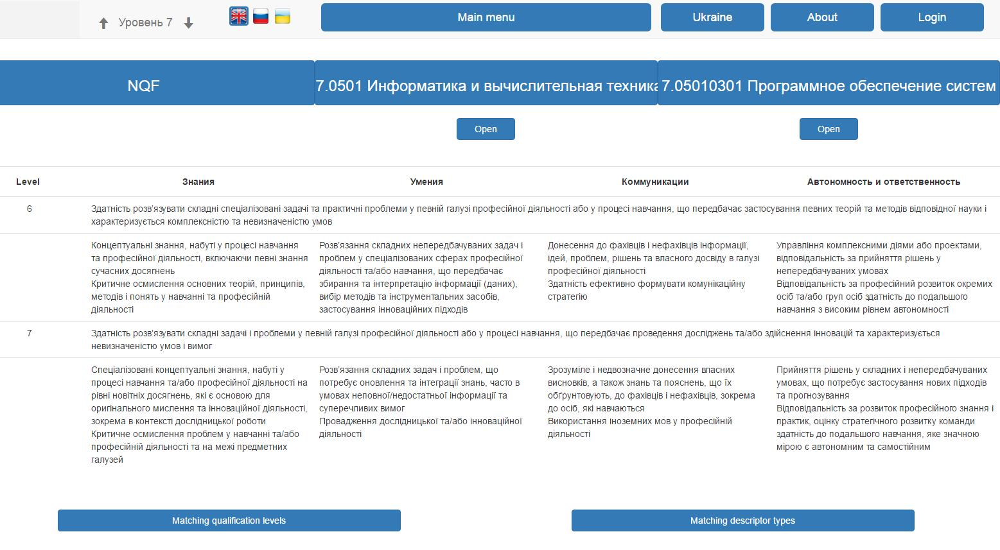 Уровень 7
Main menu
Ukraine
About
Login
NQF
7.0501 Информатика и вычислительная техника
7.05010301 Программное обеспечение систем
Open
Open
Level
Знания
Умения
Коммуникации
Автономность и ответственность
6
Здатність розв’язувати складні спеціалізовані задачі та практичні проблеми у певній галузі професійної діяльності або у процесі навчання, що передбачає застосування певних теорій та методів відповідної науки і
характеризується комплексністю та невизначеністю умов
Концептуальні знання, набуті у процесі навчання
та професійної діяльності, включаючи певні знання
сучасних досягнень
Критичне осмислення основних теорій, принципів,
методів і понять у навчанні та професійній
діяльності
Розв’язання складних непередбачуваних задач і
проблем у спеціалізованих сферах професійної
діяльності та/або навчання, що передбачає
збирання та інтерпретацію інформації (даних),
вибір методів та інструментальних засобів,
застосування інноваційних підходів
Донесення до фахівців і нефахівців інформації,
ідей, проблем, рішень та власного досвіду в галузі
професійної діяльності
Здатність ефективно формувати комунікаційну
стратегію
Управління комплексними діями або проектами,
відповідальність за прийняття рішень у
непередбачуваних умовах
Відповідальність за професійний розвиток окремих
осіб та/або груп осіб здатність до подальшого
навчання з високим рівнем автономності
7
Здатність розв’язувати складні задачі і проблеми у певній галузі професійної діяльності або у процесі навчання, що передбачає проведення досліджень та/або здійснення інновацій та характеризується
невизначеністю умов і вимог
Спеціалізовані концептуальні знання, набуті у
процесі навчання та/або професійної діяльності на
рівні новітніх досягнень, які є основою для
оригінального мислення та інноваційної діяльності,
зокрема в контексті дослідницької роботи
Критичне осмислення проблем у навчанні та/або
професійній діяльності та на межі предметних
галузей
Розв’язання складних задач і проблем, що
потребує оновлення та інтеграції знань, часто в
умовах неповної/недостатньої інформації та
суперечливих вимог
Провадження дослідницької та/або інноваційної
діяльності
Зрозуміле і недвозначне донесення власних
висновків, а також знань та пояснень, що їх
обґрунтовують, до фахівців і нефахівців, зокрема
до осіб, які навчаються
Використання іноземних мов у професійній
діяльності
Прийняття рішень у складних і непередбачуваних
умовах, що потребує застосування нових підходів
та прогнозування
Відповідальність за розвиток професійного знання і
практик, оцінку стратегічного розвитку команди
здатність до подальшого навчання, яке значною
мірою є автономним та самостійним
Matching qualification levels
Matching descriptor types